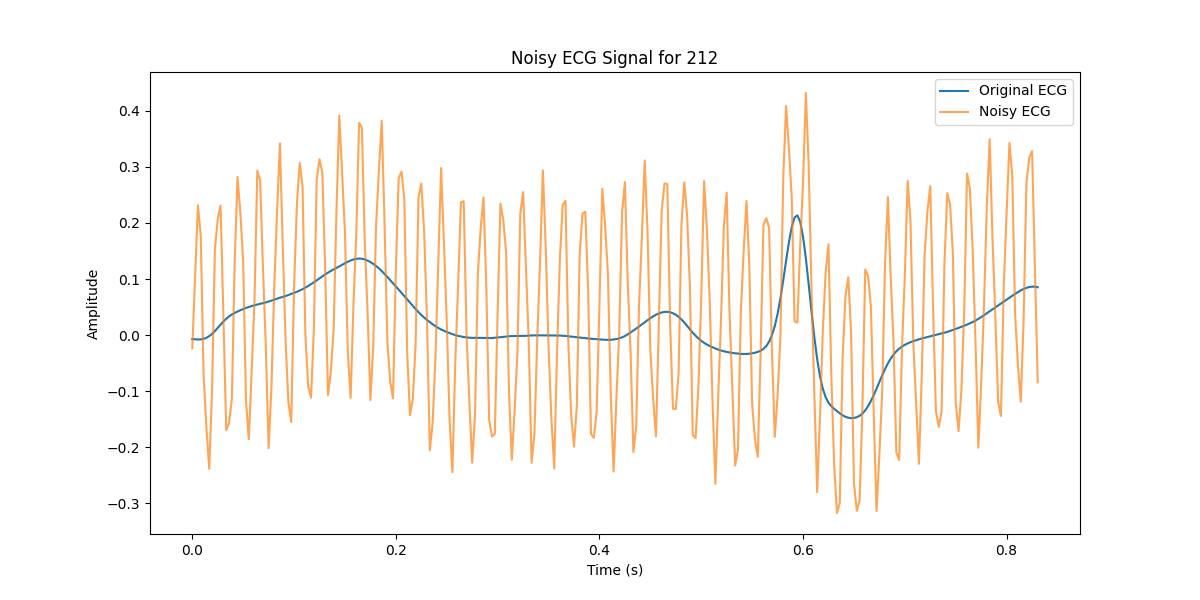 Noisy ECG Signal for 212
Original ECG
Noisy ECG
Amplitude
0.4
0.3
0.2
0.1
0.0
−0.1
−0.2
−0.3
0.0 0.2 0.4 0.6 0.8
Time (s)